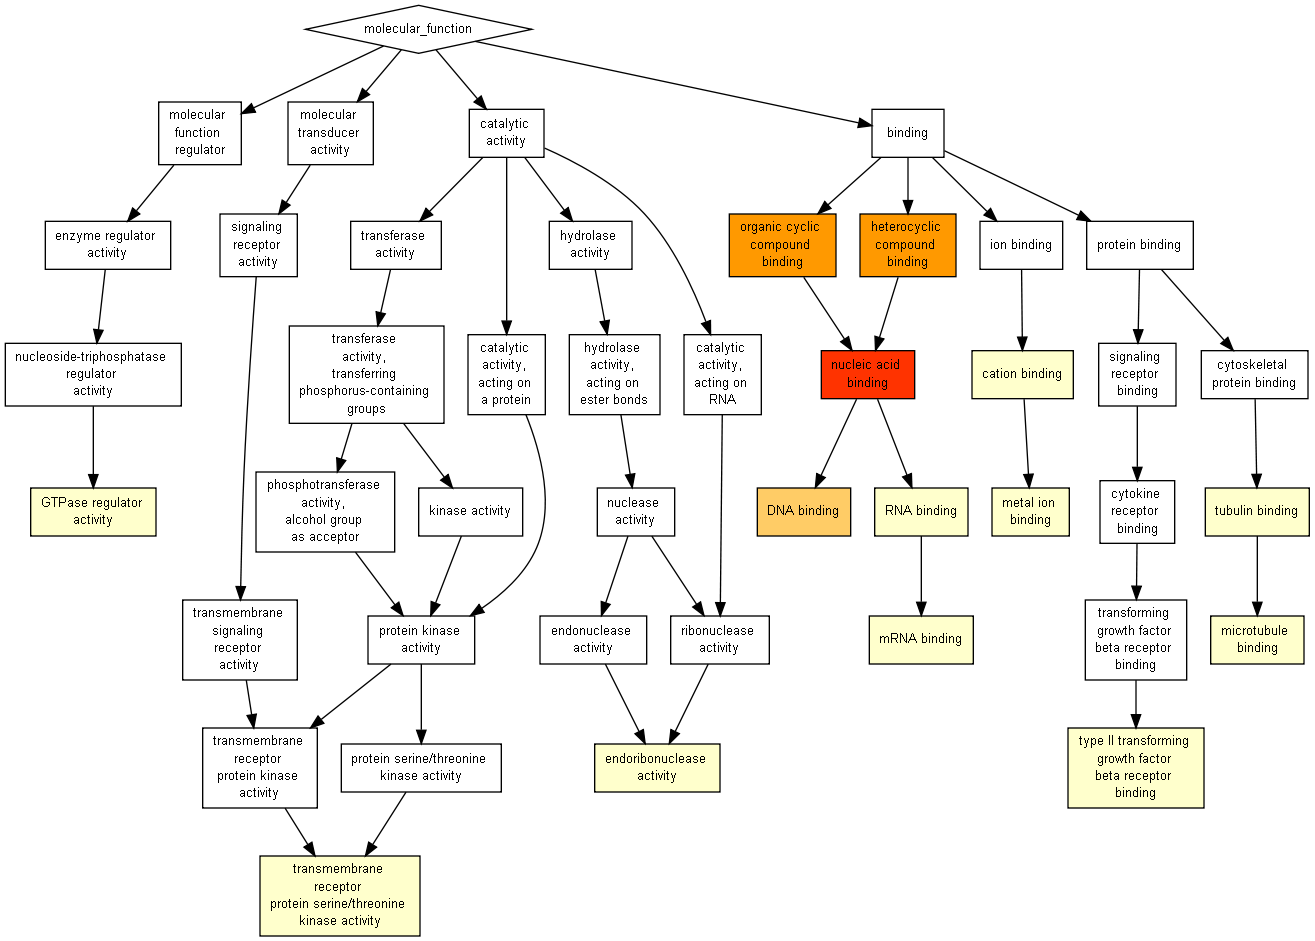 molecular_function
molecular
function
regulator
molecular
transducer
activity
catalytic
activity
binding
enzyme regulator
activity
signaling
receptor
activity
transferase
activity
hydrolase
activity
organic cyclic
compound
binding
heterocyclic
compound
binding
ion binding
protein binding
nucleoside-triphosphatase
regulator
activity
transferase
activity,
transferring
phosphorus-containing
groups
catalytic
activity,
acting on
a protein
hydrolase
activity,
acting on
ester bonds
catalytic
activity,
acting on
RNA
nucleic acid
binding
cation binding
signaling
receptor
binding
cytoskeletal
protein binding
GTPase regulator
activity
phosphotransferase
activity,
alcohol group
as acceptor
kinase activity
nuclease
activity
DNA binding
RNA binding
metal ion
binding
cytokine
receptor
binding
tubulin binding
transmembrane
signaling
receptor
activity
protein kinase
activity
endonuclease
activity
ribonuclease
activity
mRNA binding
transforming
growth factor
beta receptor
binding
microtubule
binding
transmembrane
receptor
protein kinase
activity
protein serine/threonine
kinase activity
endoribonuclease
activity
type II transforming
growth factor
beta receptor
binding
transmembrane
receptor
protein serine/threonine
kinase activity